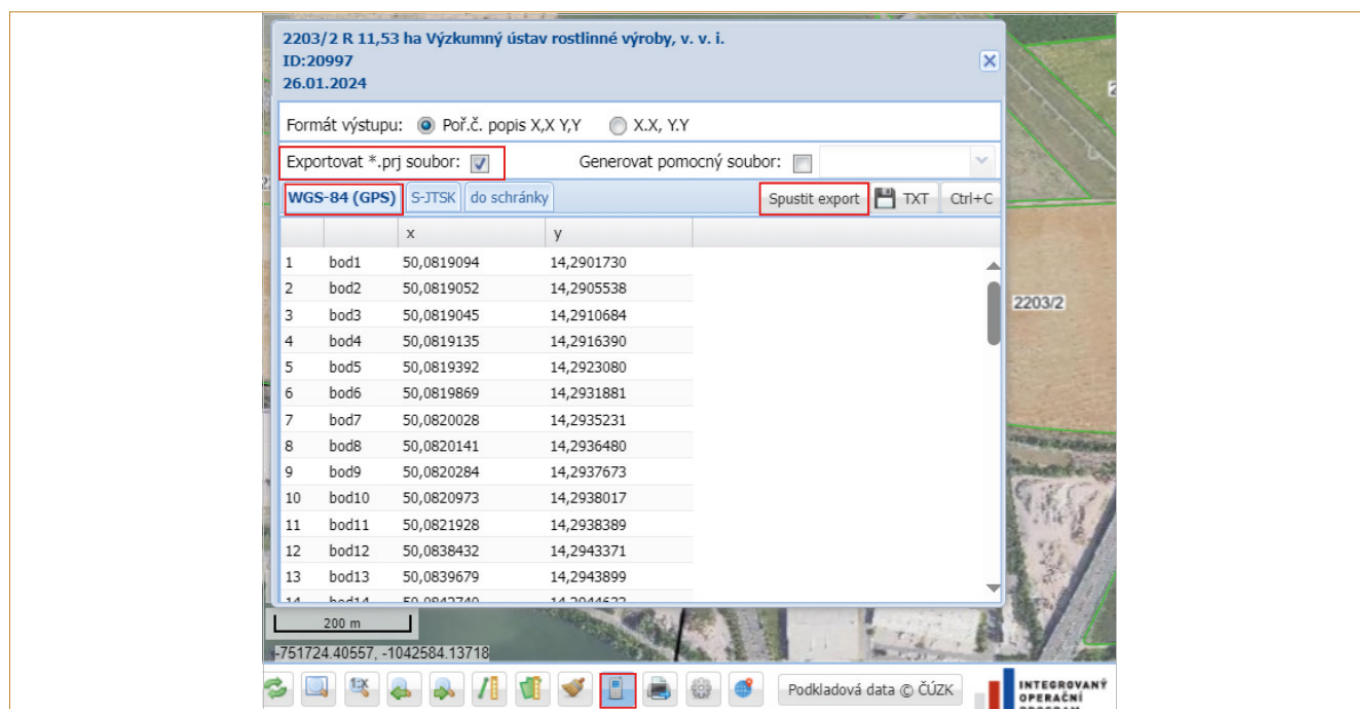 2203/2 R 11,53 ha Výzkumný ústav rostlinné výroby, v. v. i.
ID:20997
26.01.2024
Formát výstupu: Poř.č. popis X,X Y,Y X.X, Y.Y
Exportovat *.prj soubor: Generovat pomocný soubor:
WGS-84 (GPS) S-JTSK do schránky Spustit export TXT Ctrl+C
x y
1 bod1 50,0819094 14,2901730
2 bod2 50,0819052 14,2905538
3 bod3 50,0819045 14,2910684
4 bod4 50,0819135 14,2916390
5 bod5 50,0819392 14,2923080
6 bod6 50,0819869 14,2931881
7 bod7 50,0820028 14,2935231
8 bod8 50,0820141 14,2936480
9 bod9 50,0820284 14,2937673
10 bod10 50,0820973 14,2938017
11 bod11 50,0821928 14,2938389
12 bod12 50,0838432 14,2943371
13 bod13 50,0839679 14,2943899
2203/2
200 m
-751724.40557, -1042584.13718
Podkladová data © ČÚZK
INTEGROVANÝ
OPERAČNÍ